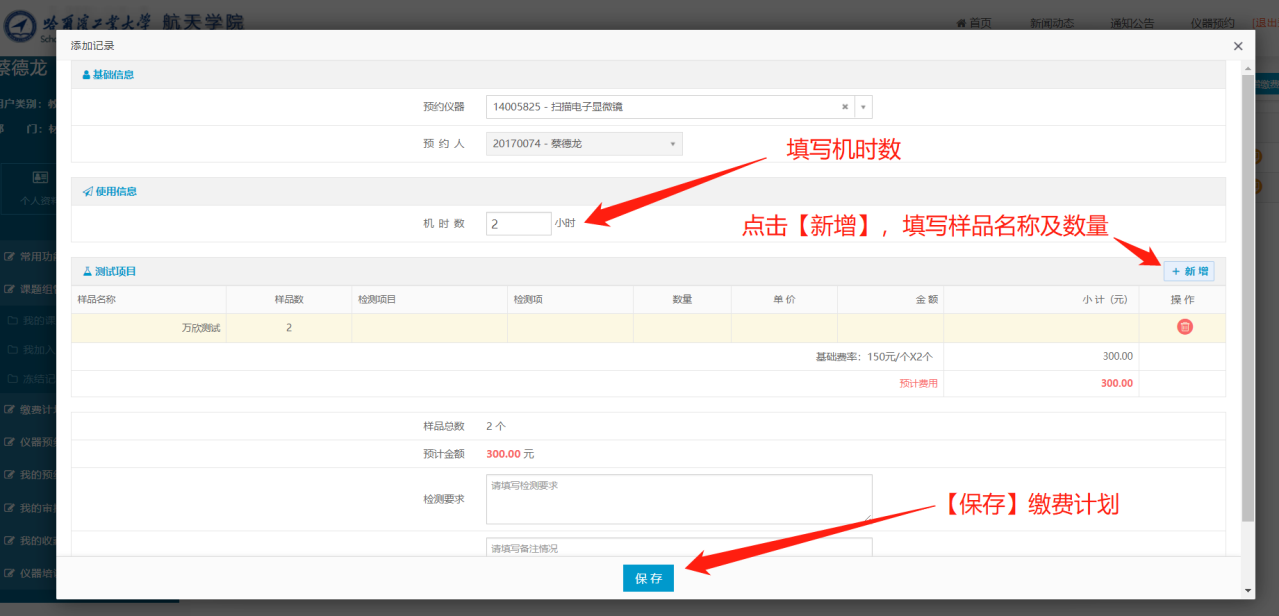 哈尔滨工业大学 航天学院
首页 新闻动态 通知公告 仪器预约 [退出
添加记录
蔡德龙
基础信息
预约仪器 14005825 - 扫描电子显微镜
预 约 人 20170074 - 蔡德龙
填写机时数
个人资
使用信息
机 时 数 2 小时
点击【新增】，填写样品名称及数量
常用功
测试项目 + 新 增
课题组
样品名称 样品数 检测项目 检测项 数量 单 价 金 额 小 计（元） 操 作
我的课
万欣测试 2
我加入
基础费率：150元/个X2个 300.00
冻结记
预计费用 300.00
缴费计
样品总数 2 个
仪器预
预计金额 300.00 元
我的预
检测要求 请填写检测要求
【保存】缴费计划
我的审
我的收
请填写备注情况
仪器培
保 存